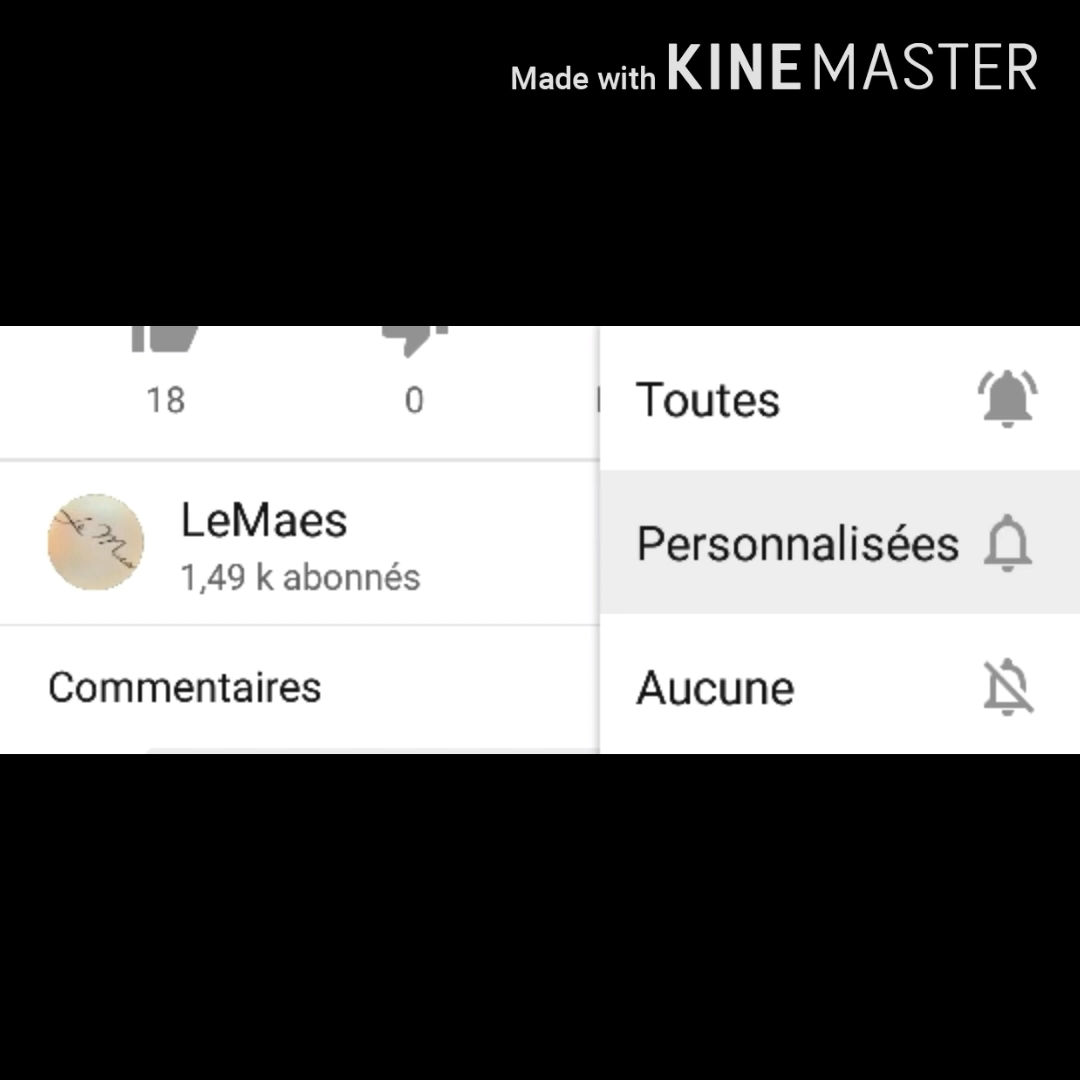 Made with KINEMASTER
18
0
LeMaes
1,49 k abonnés
Commentaires
Toutes
Personnalisées
Aucune